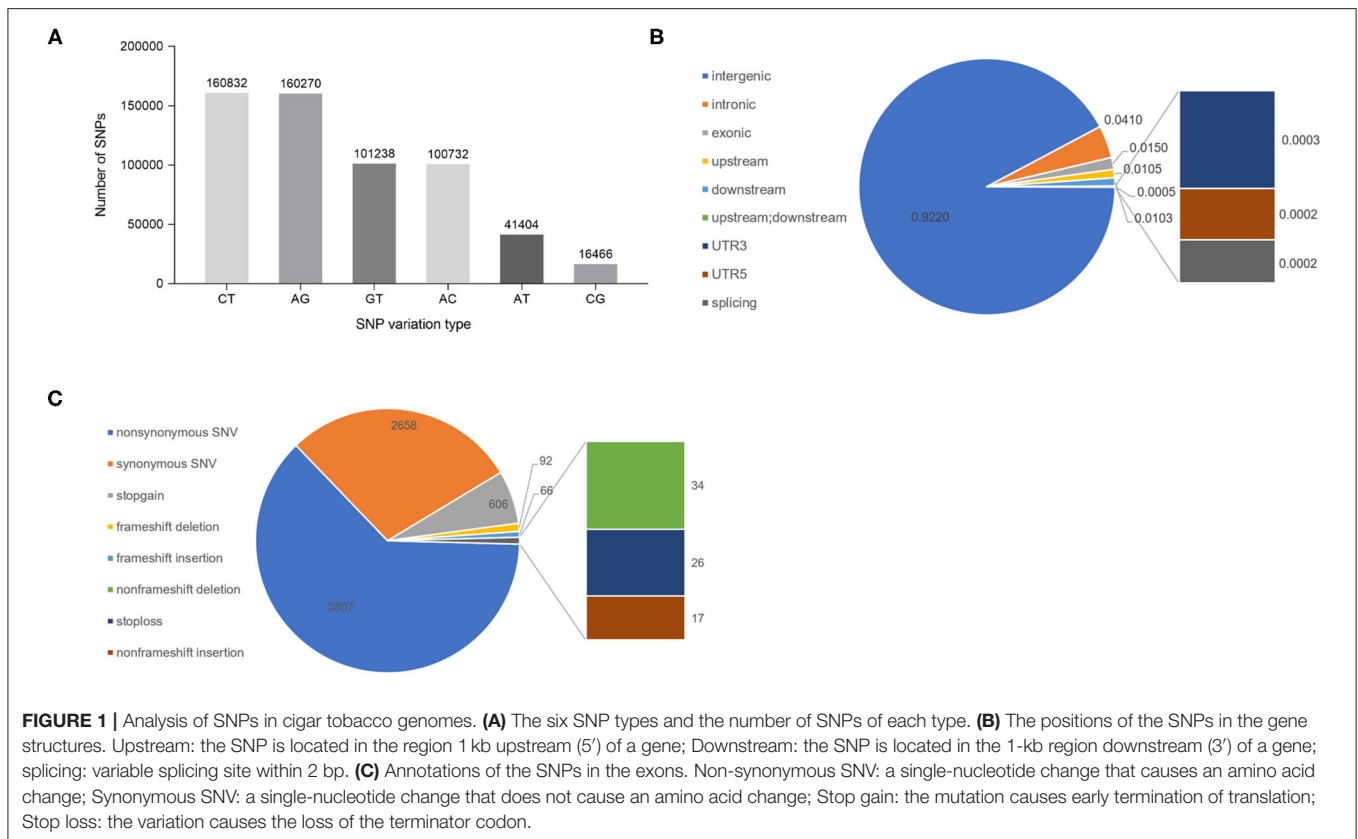 A
200000
150000
100000
50000
0
Number of SNPs
160832
160270
101238
100732
41404
16466
CT AG GT AC AT CG
SNP variation type
B
intergenic
intronic
exonic
upstream
downstream
upstream;downstream
UTR3
UTR5
splicing
0.9220
0.0410
0.0150
0.0105
0.0005
0.0103
0.0003
0.0002
0.0002
C
nonsynonymous SNV
synonymous SNV
stopgain
frameshift deletion
frameshift insertion
nonframeshift deletion
stoploss
nonframeshift insertion
2658
606
5807
92
66
34
26
17
FIGURE 1 | Analysis of SNPs in cigar tobacco genomes. (A) The six SNP types and the number of SNPs of each type. (B) The positions of the SNPs in the gene
structures. Upstream: the SNP is located in the region 1 kb upstream (5′) of a gene; Downstream: the SNP is located in the 1-kb region downstream (3′) of a gene;
splicing: variable splicing site within 2 bp. (C) Annotations of the SNPs in the exons. Non-synonymous SNV: a single-nucleotide change that causes an amino acid
change; Synonymous SNV: a single-nucleotide change that does not cause an amino acid change; Stop gain: the mutation causes early termination of translation;
Stop loss: the variation causes the loss of the terminator codon.